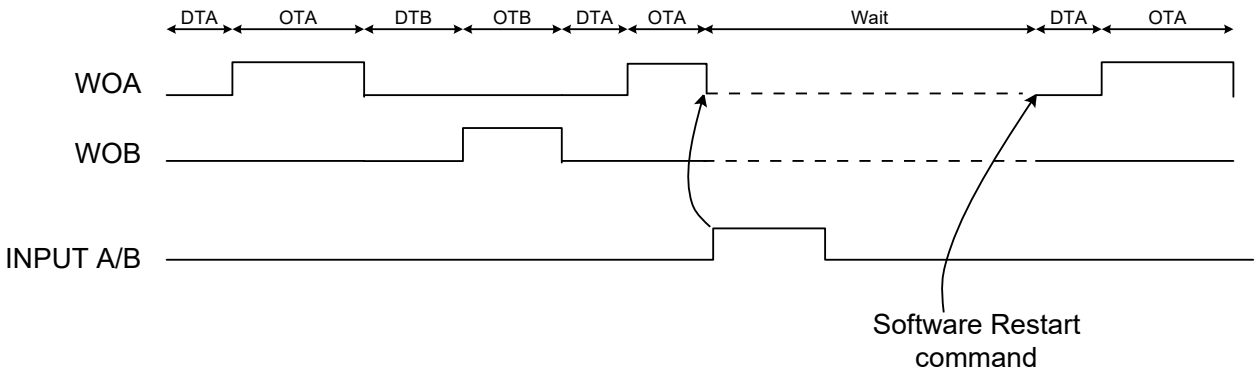 DTA OTA DTB OTB DTA OTA Wait DTA OTA
WOA
WOB
INPUT A/B
Software Restart
command